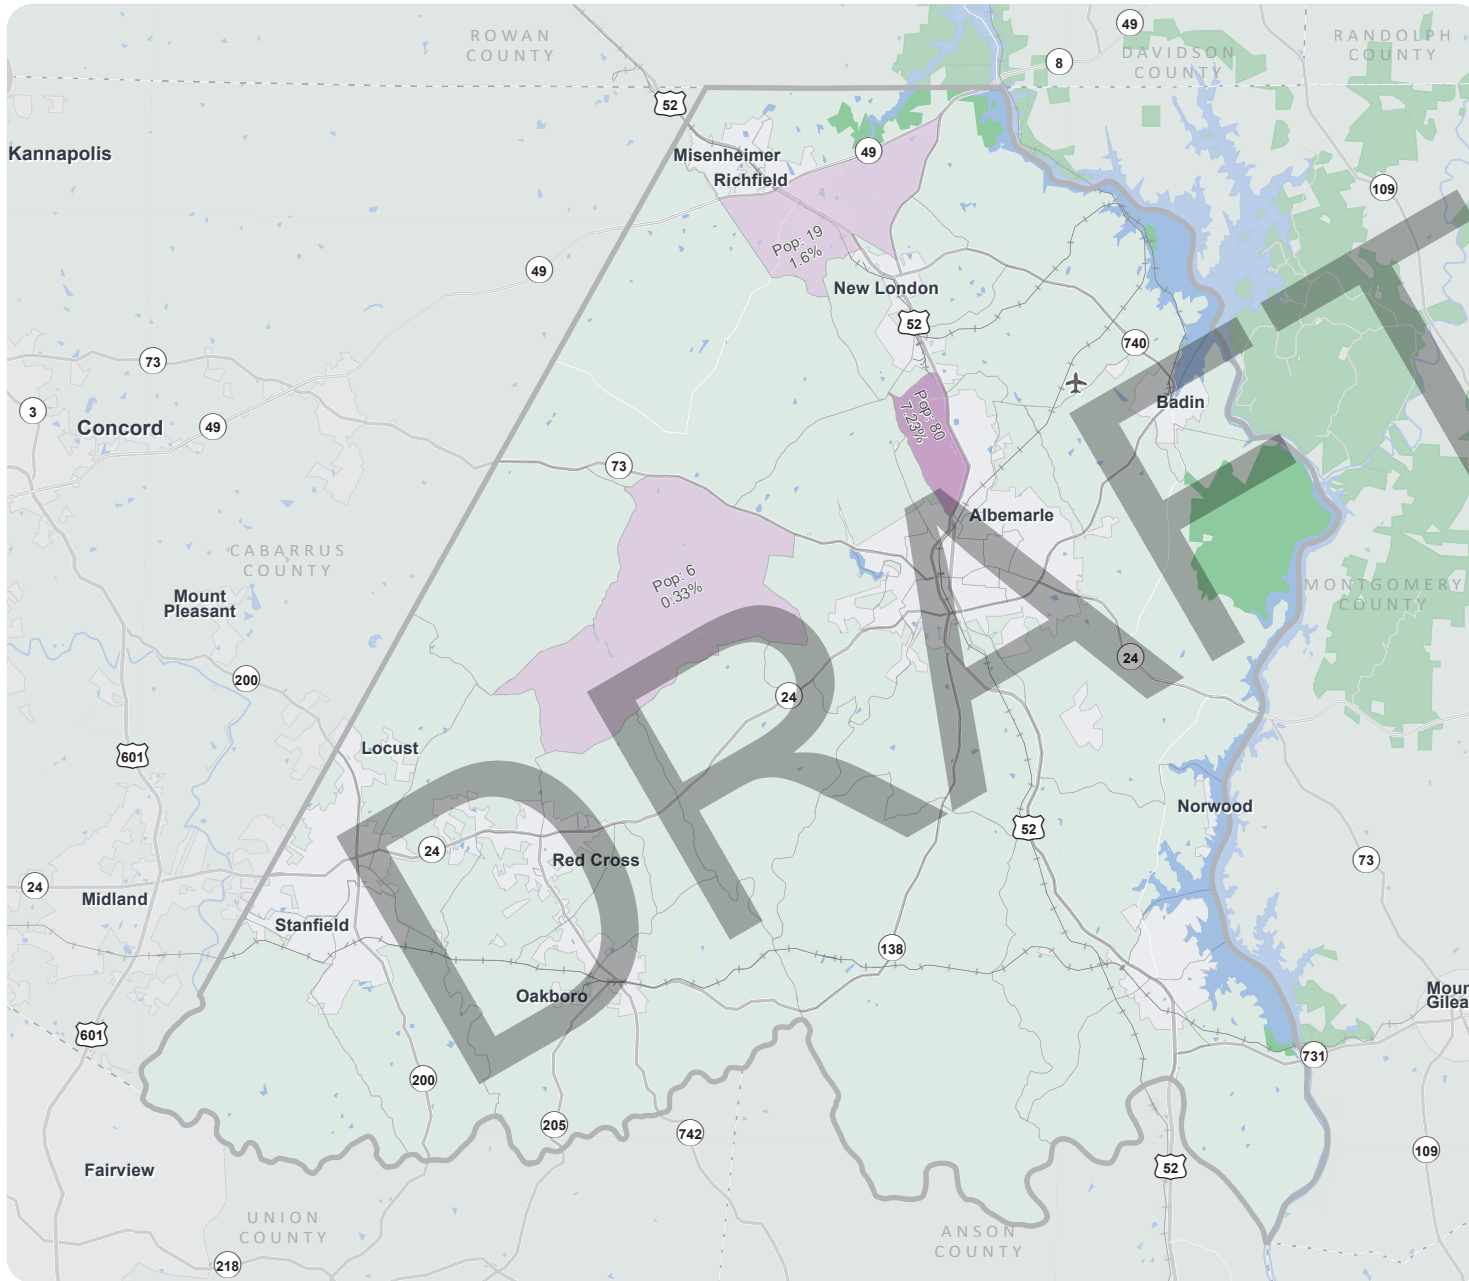 ROWAN
COUNTY
49
DAVIDSON
COUNTY
RANDOLPH
COUNTY
8
52
Kannapolis
Misenheimer
49
Richfield
109
Pop: 19
1.6%
49
New London
52
740
73
Pop: 80
7.23%
Badin
3
Concord
49
73
Albemarle
CABARRUS
COUNTY
Pop: 6
0.33%
MONTGOMERY
COUNTY
Mount
Pleasant
24
200
24
Locust
601
Norwood
52
24
Red Cross
73
24
Midland
Stanfield
138
Oakboro
Moun
Gilea
601
731
200
205
742
109
Fairview
52
UNION
COUNTY
ANSON
COUNTY
218
DRAFT